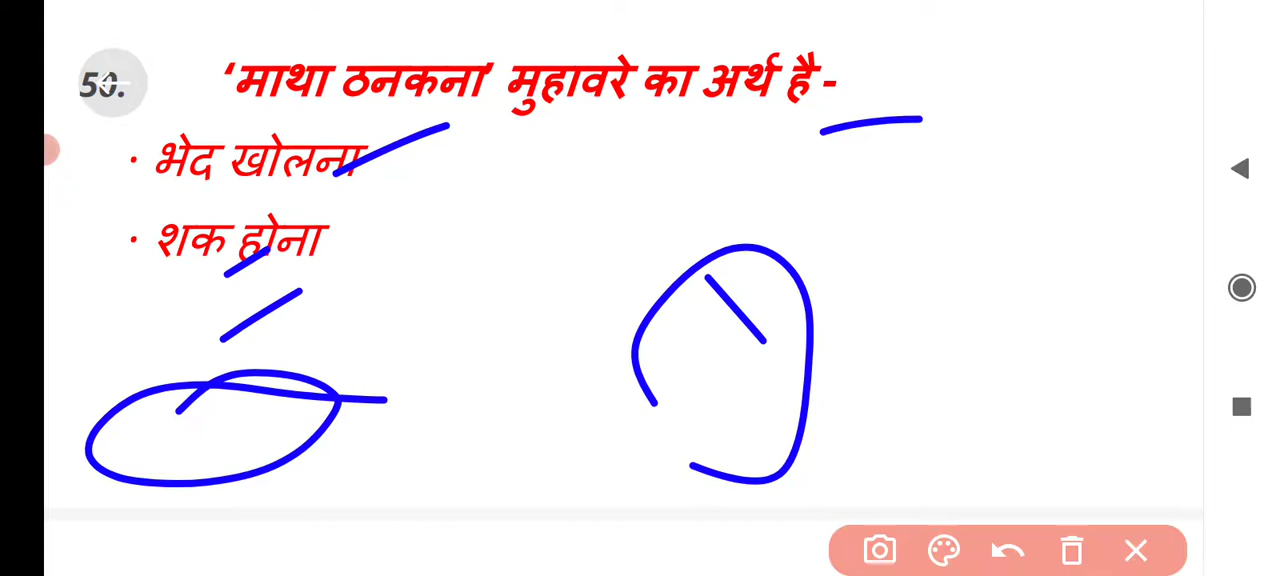 50. ‘माथा ठनकना’ मुहावरे का अर्थ है -
· भेद खोलना
· शक होना